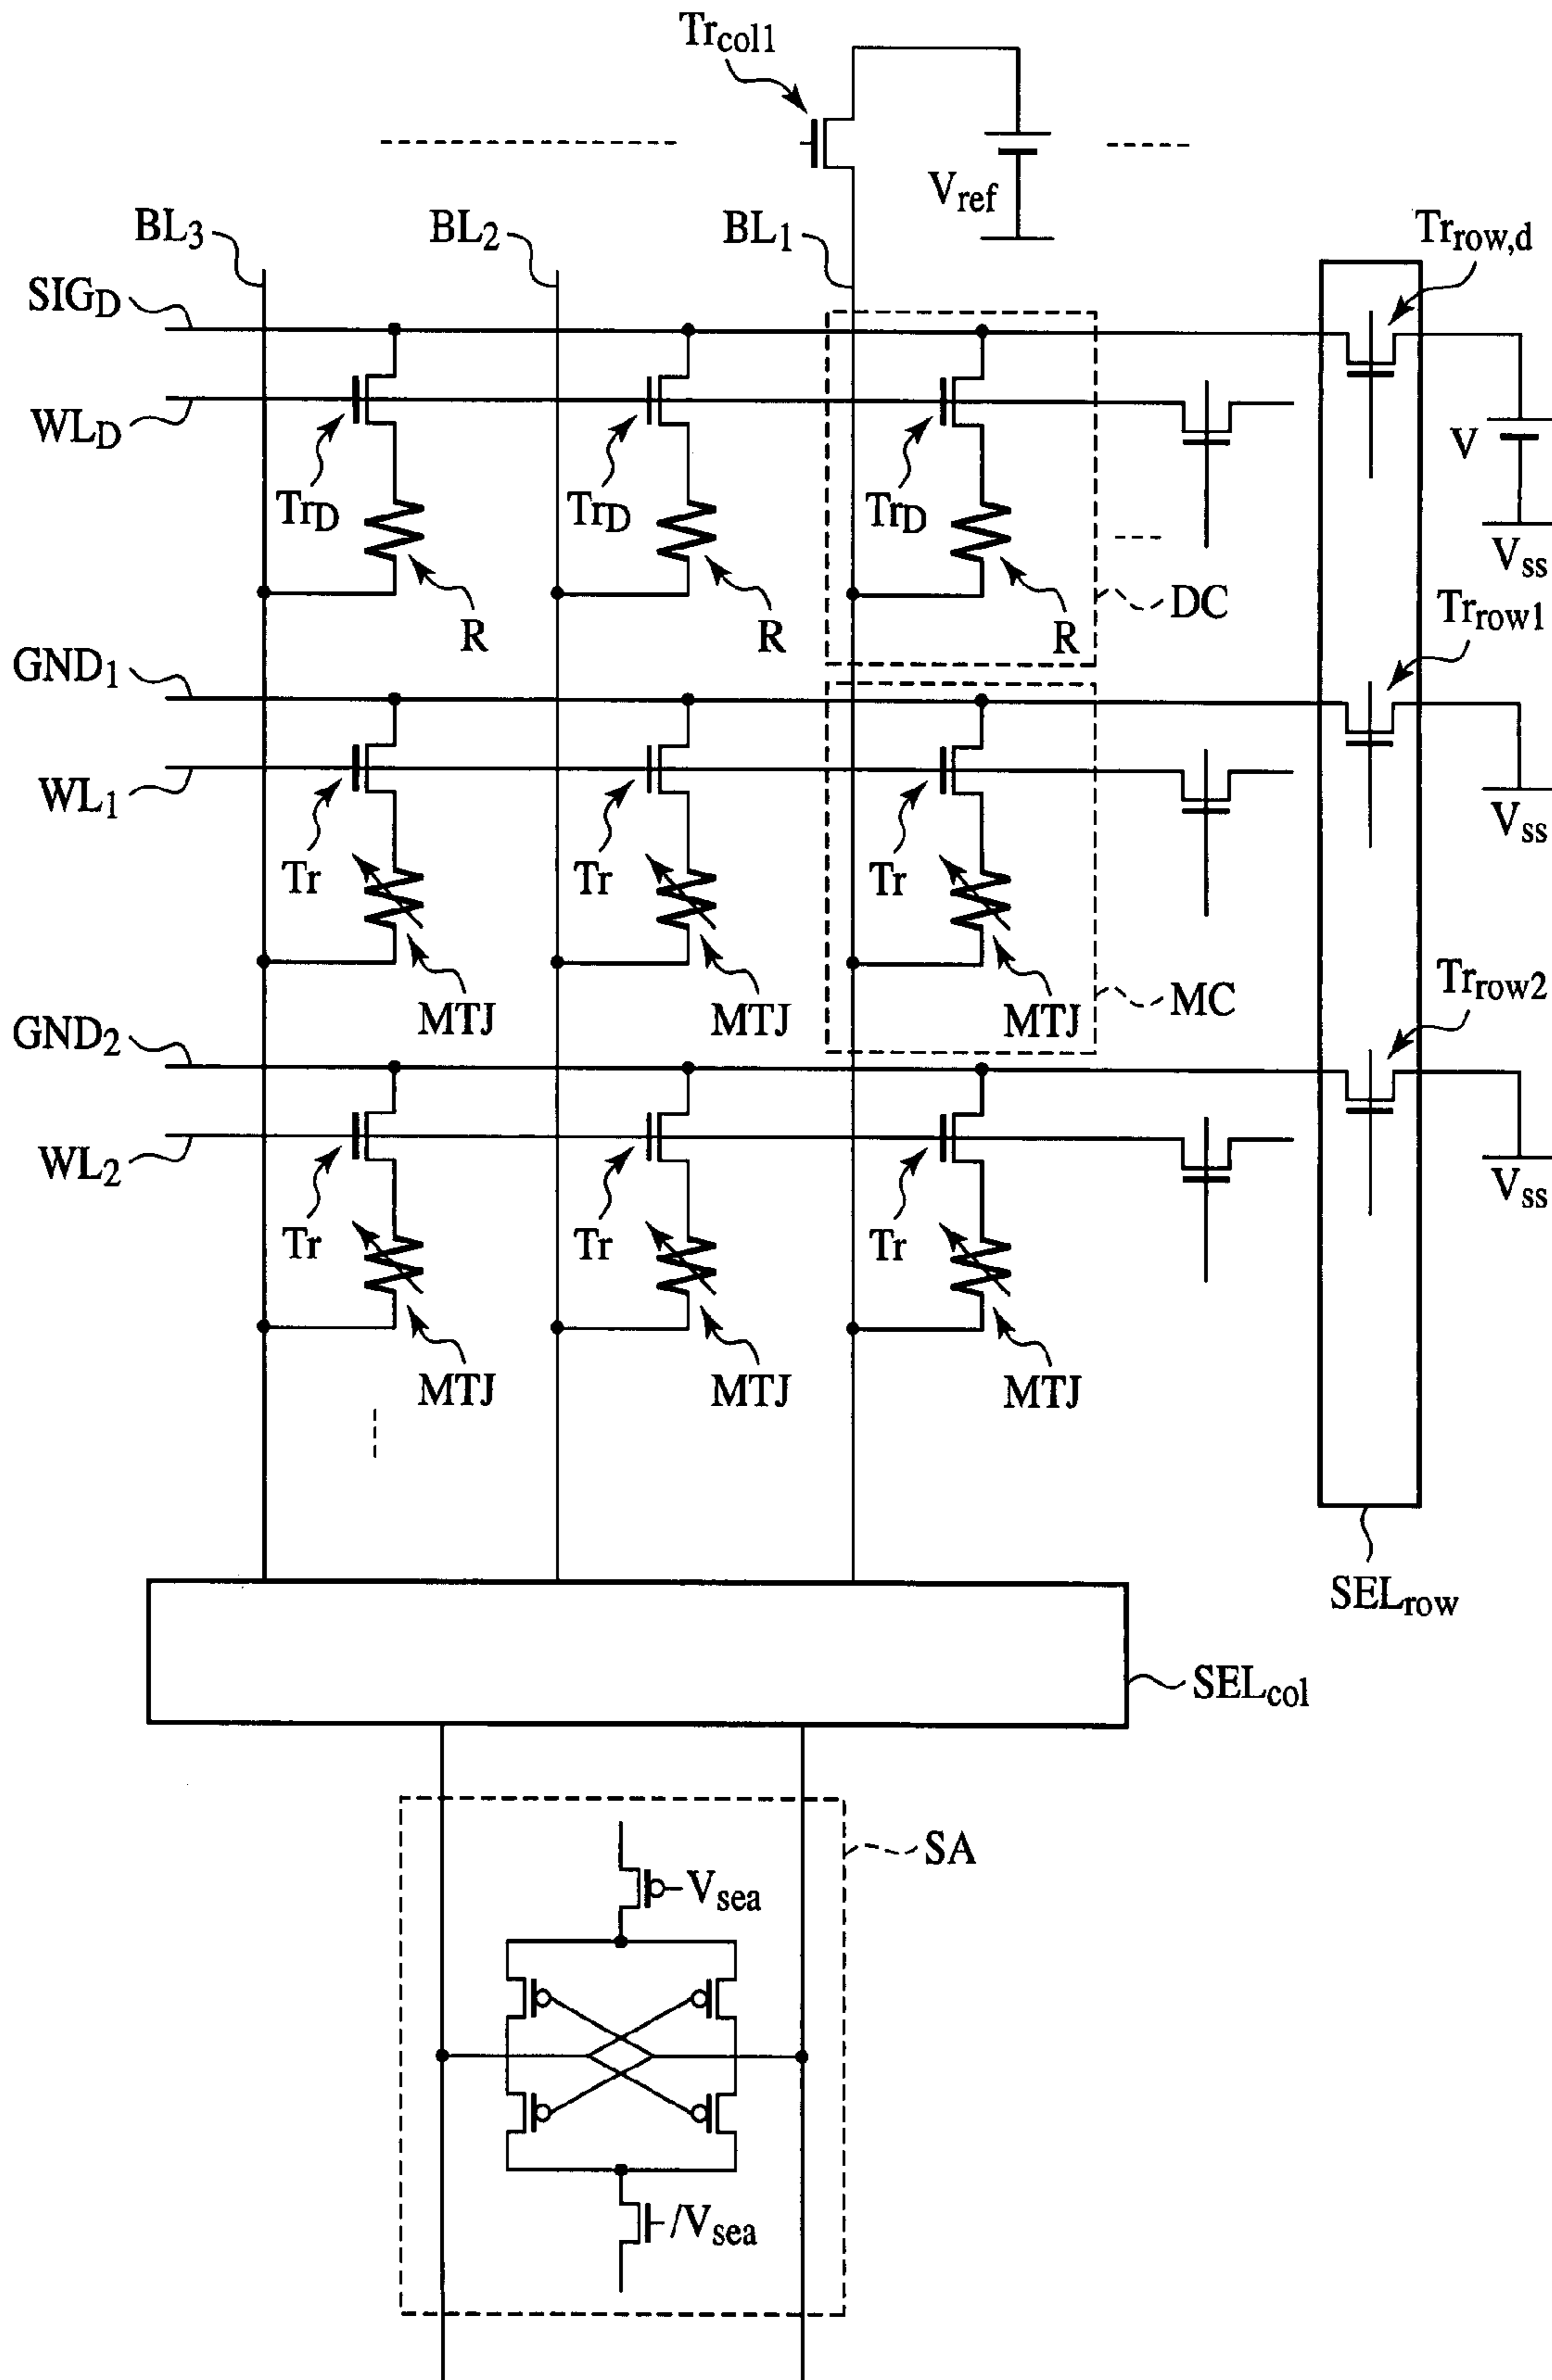 Trcol1
Vref
BL3
BL2
BL1
Trrow,d
SIGD
WLD
V
TrD
TrD
TrD
Vss
R
R
R
DC
Trrow1
GND1
WL1
Vss
Tr
Tr
Tr
MTJ
MTJ
MTJ
MC
Trrow2
GND2
WL2
Vss
Tr
Tr
Tr
MTJ
MTJ
MTJ
SELrow
SELcol
SA
Vsea
/Vsea